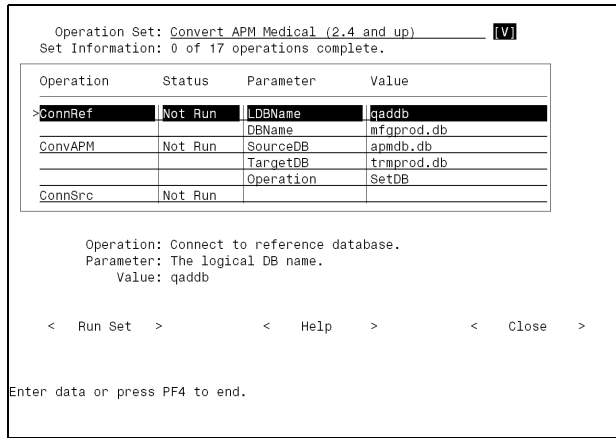 Operation Set: Convert APM Medical (2.4 and up) [V]
Set Information: 0 of 17 operations complete.
Operation Status Parameter Value
>ConnRef Not Run LDBName qaddb
DBName mfgprod.db
ConvAPM Not Run SourceDB apmdb.db
TargetDB trmprod.db
Operation SetDB
ConnSrc Not Run
Operation: Connect to reference database.
Parameter: The logical DB name.
Value: qaddb
< Run Set > < Help > < Close >
Enter data or press PF4 to end.